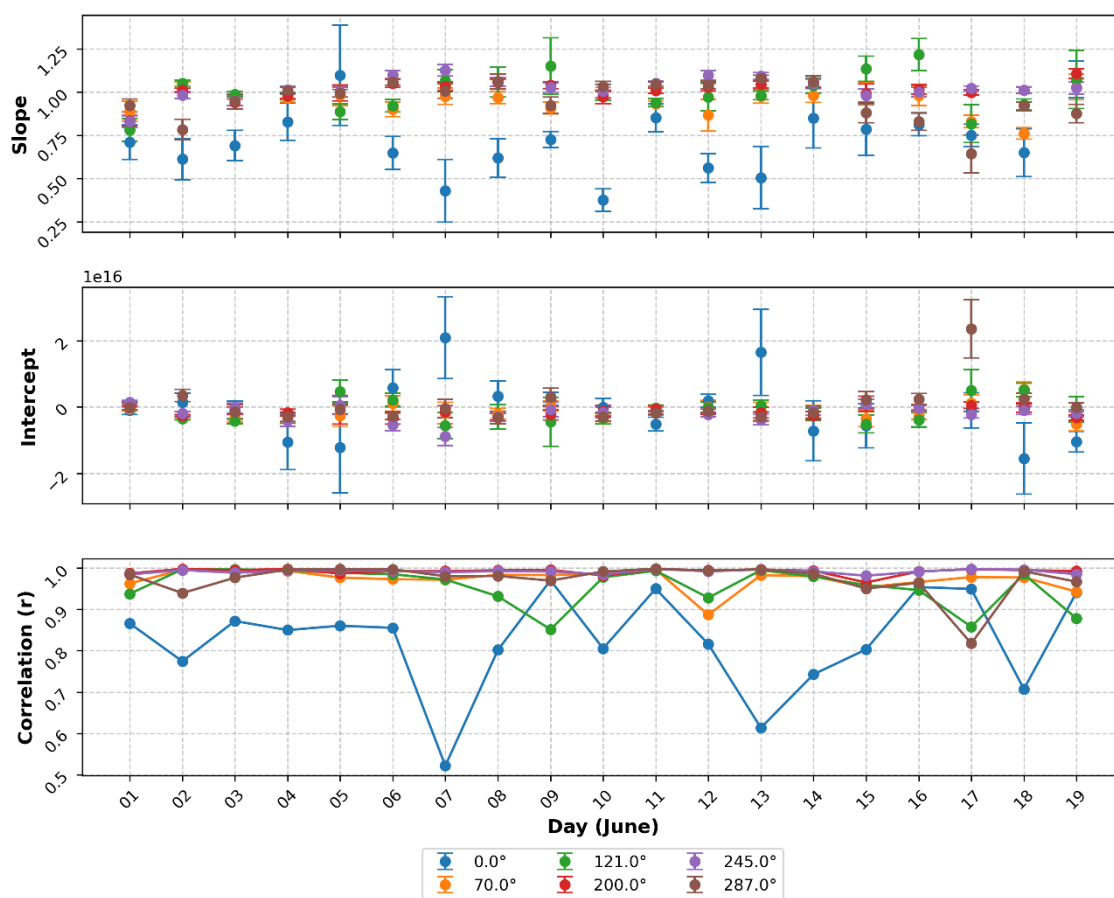 Slope
1.25
1.00
0.75
0.50
0.25
1e16
Intercept
2
0
−2
Correlation (r)
1.0
0.9
0.8
0.7
0.6
0.5
01 02 03 04 05 06 07 08 09 10 11 12 13 14 15 16 17 18 19
Day (June)
0.0° 121.0° 245.0°
70.0° 200.0° 287.0°